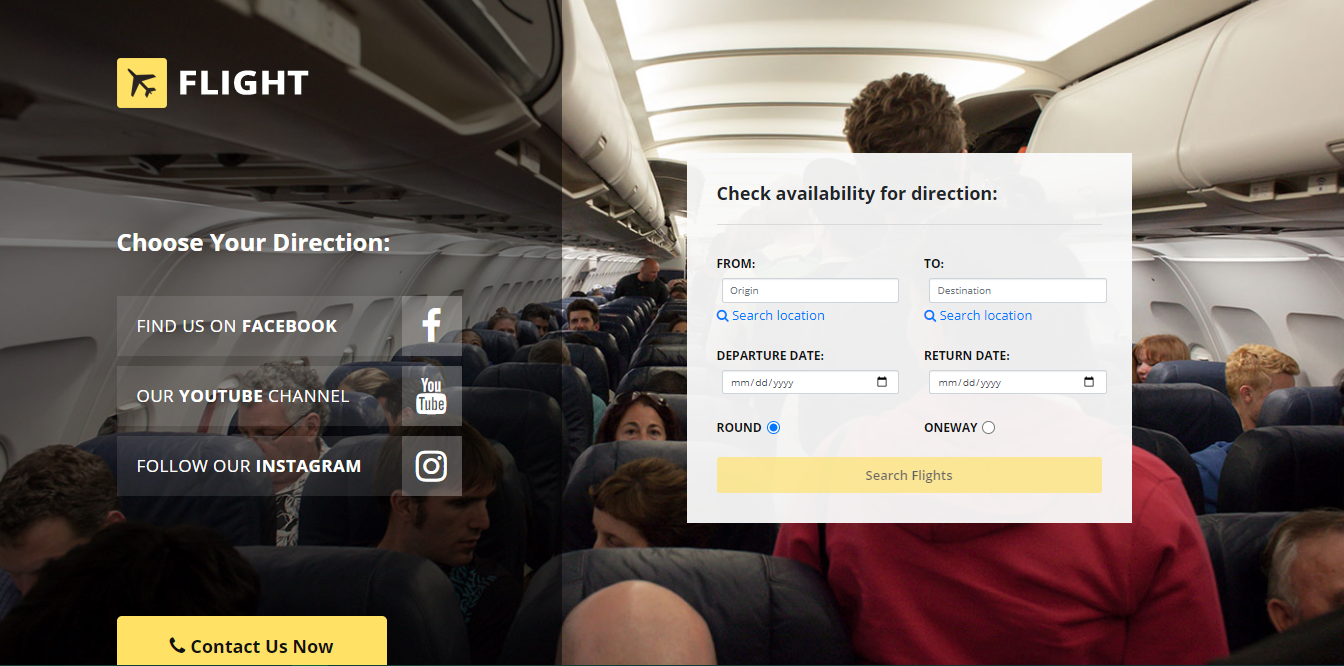 FLIGHT
Choose Your Direction:
FIND US ON FACEBOOK
OUR YOUTUBE CHANNEL
You
Tube
FOLLOW OUR INSTAGRAM
Contact Us Now
Check availability for direction:
FROM: TO:
Origin Destination
Search location Search location
DEPARTURE DATE: RETURN DATE:
mm/dd/yyyy mm/dd/yyyy
ROUND ONEWAY
Search Flights